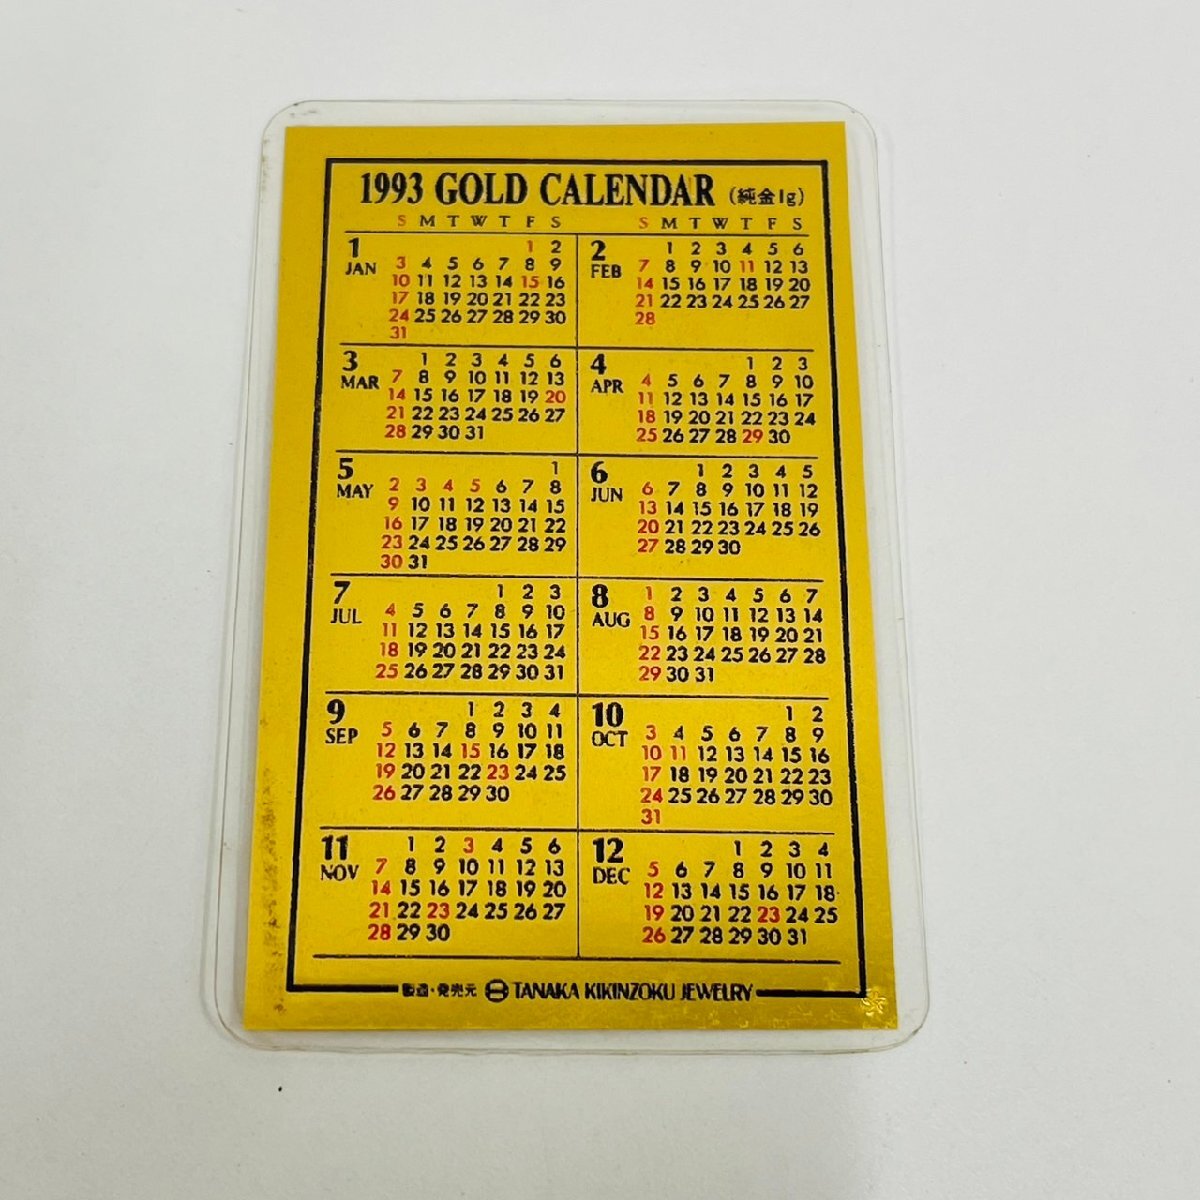 1993 GOLD CALENDAR (純金1g)
S M T W T F S S M T W T F S
1 JAN
1 2
3 4 5 6 7 8 9
10 11 12 13 14 15 16
17 18 19 20 21 22 23
24 25 26 27 28 29 30
31
2 FEB
1 2 3 4 5 6
7 8 9 10 11 12 13
14 15 16 17 18 19 20
21 22 23 24 25 26 27
28
3 MAR
1 2 3 4 5 6
7 8 9 10 11 12 13
14 15 16 17 18 19 20
21 22 23 24 25 26 27
28 29 30 31
4 APR
1 2 3
4 5 6 7 8 9 10
11 12 13 14 15 16 17
18 19 20 21 22 23 24
25 26 27 28 29 30
5 MAY
1
2 3 4 5 6 7 8
9 10 11 12 13 14 15
16 17 18 19 20 21 22
23 24 25 26 27 28 29
30 31
6 JUN
1 2 3 4 5
6 7 8 9 10 11 12
13 14 15 16 17 18 19
20 21 22 23 24 25 26
27 28 29 30
7 JUL
1 2 3
4 5 6 7 8 9 10
11 12 13 14 15 16 17
18 19 20 21 22 23 24
25 26 27 28 29 30 31
8 AUG
1 2 3 4 5 6 7
8 9 10 11 12 13 14
15 16 17 18 19 20 21
22 23 24 25 26 27 28
29 30 31
9 SEP
1 2 3 4
5 6 7 8 9 10 11
12 13 14 15 16 17 18
19 20 21 22 23 24 25
26 27 28 29 30
10 OCT
1 2
3 4 5 6 7 8 9
10 11 12 13 14 15 16
17 18 19 20 21 22 23
24 25 26 27 28 29 30
31
11 NOV
1 2 3 4 5 6
7 8 9 10 11 12 13
14 15 16 17 18 19 20
21 22 23 24 25 26 27
28 29 30
12 DEC
1 2 3 4
5 6 7 8 9 10 11
12 13 14 15 16 17 18
19 20 21 22 23 24 25
26 27 28 29 30 31
製造・発売元 TANAKA KIKINZOKU JEWELRY